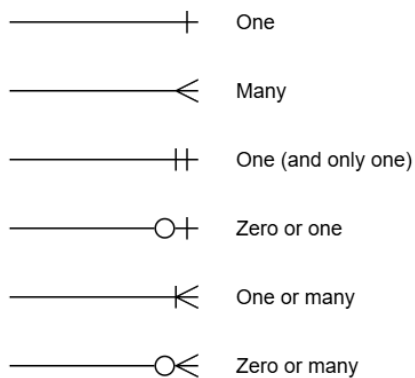 One
Many
One (and only one)
Zero or one
One or many
Zero or many